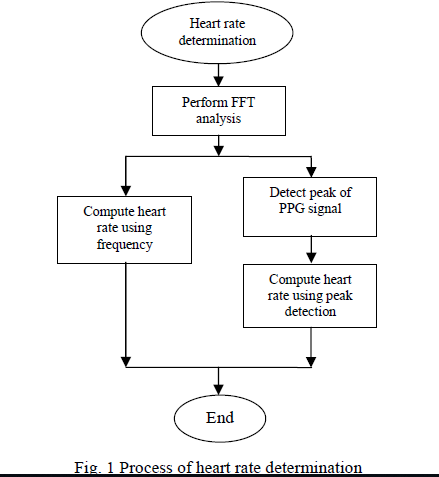 Heart rate
determination
Perform FFT
analysis
Compute heart
rate using
frequency
Detect peak of
PPG signal
Compute heart
rate using peak
detection
End
Fig. 1 Process of heart rate determination